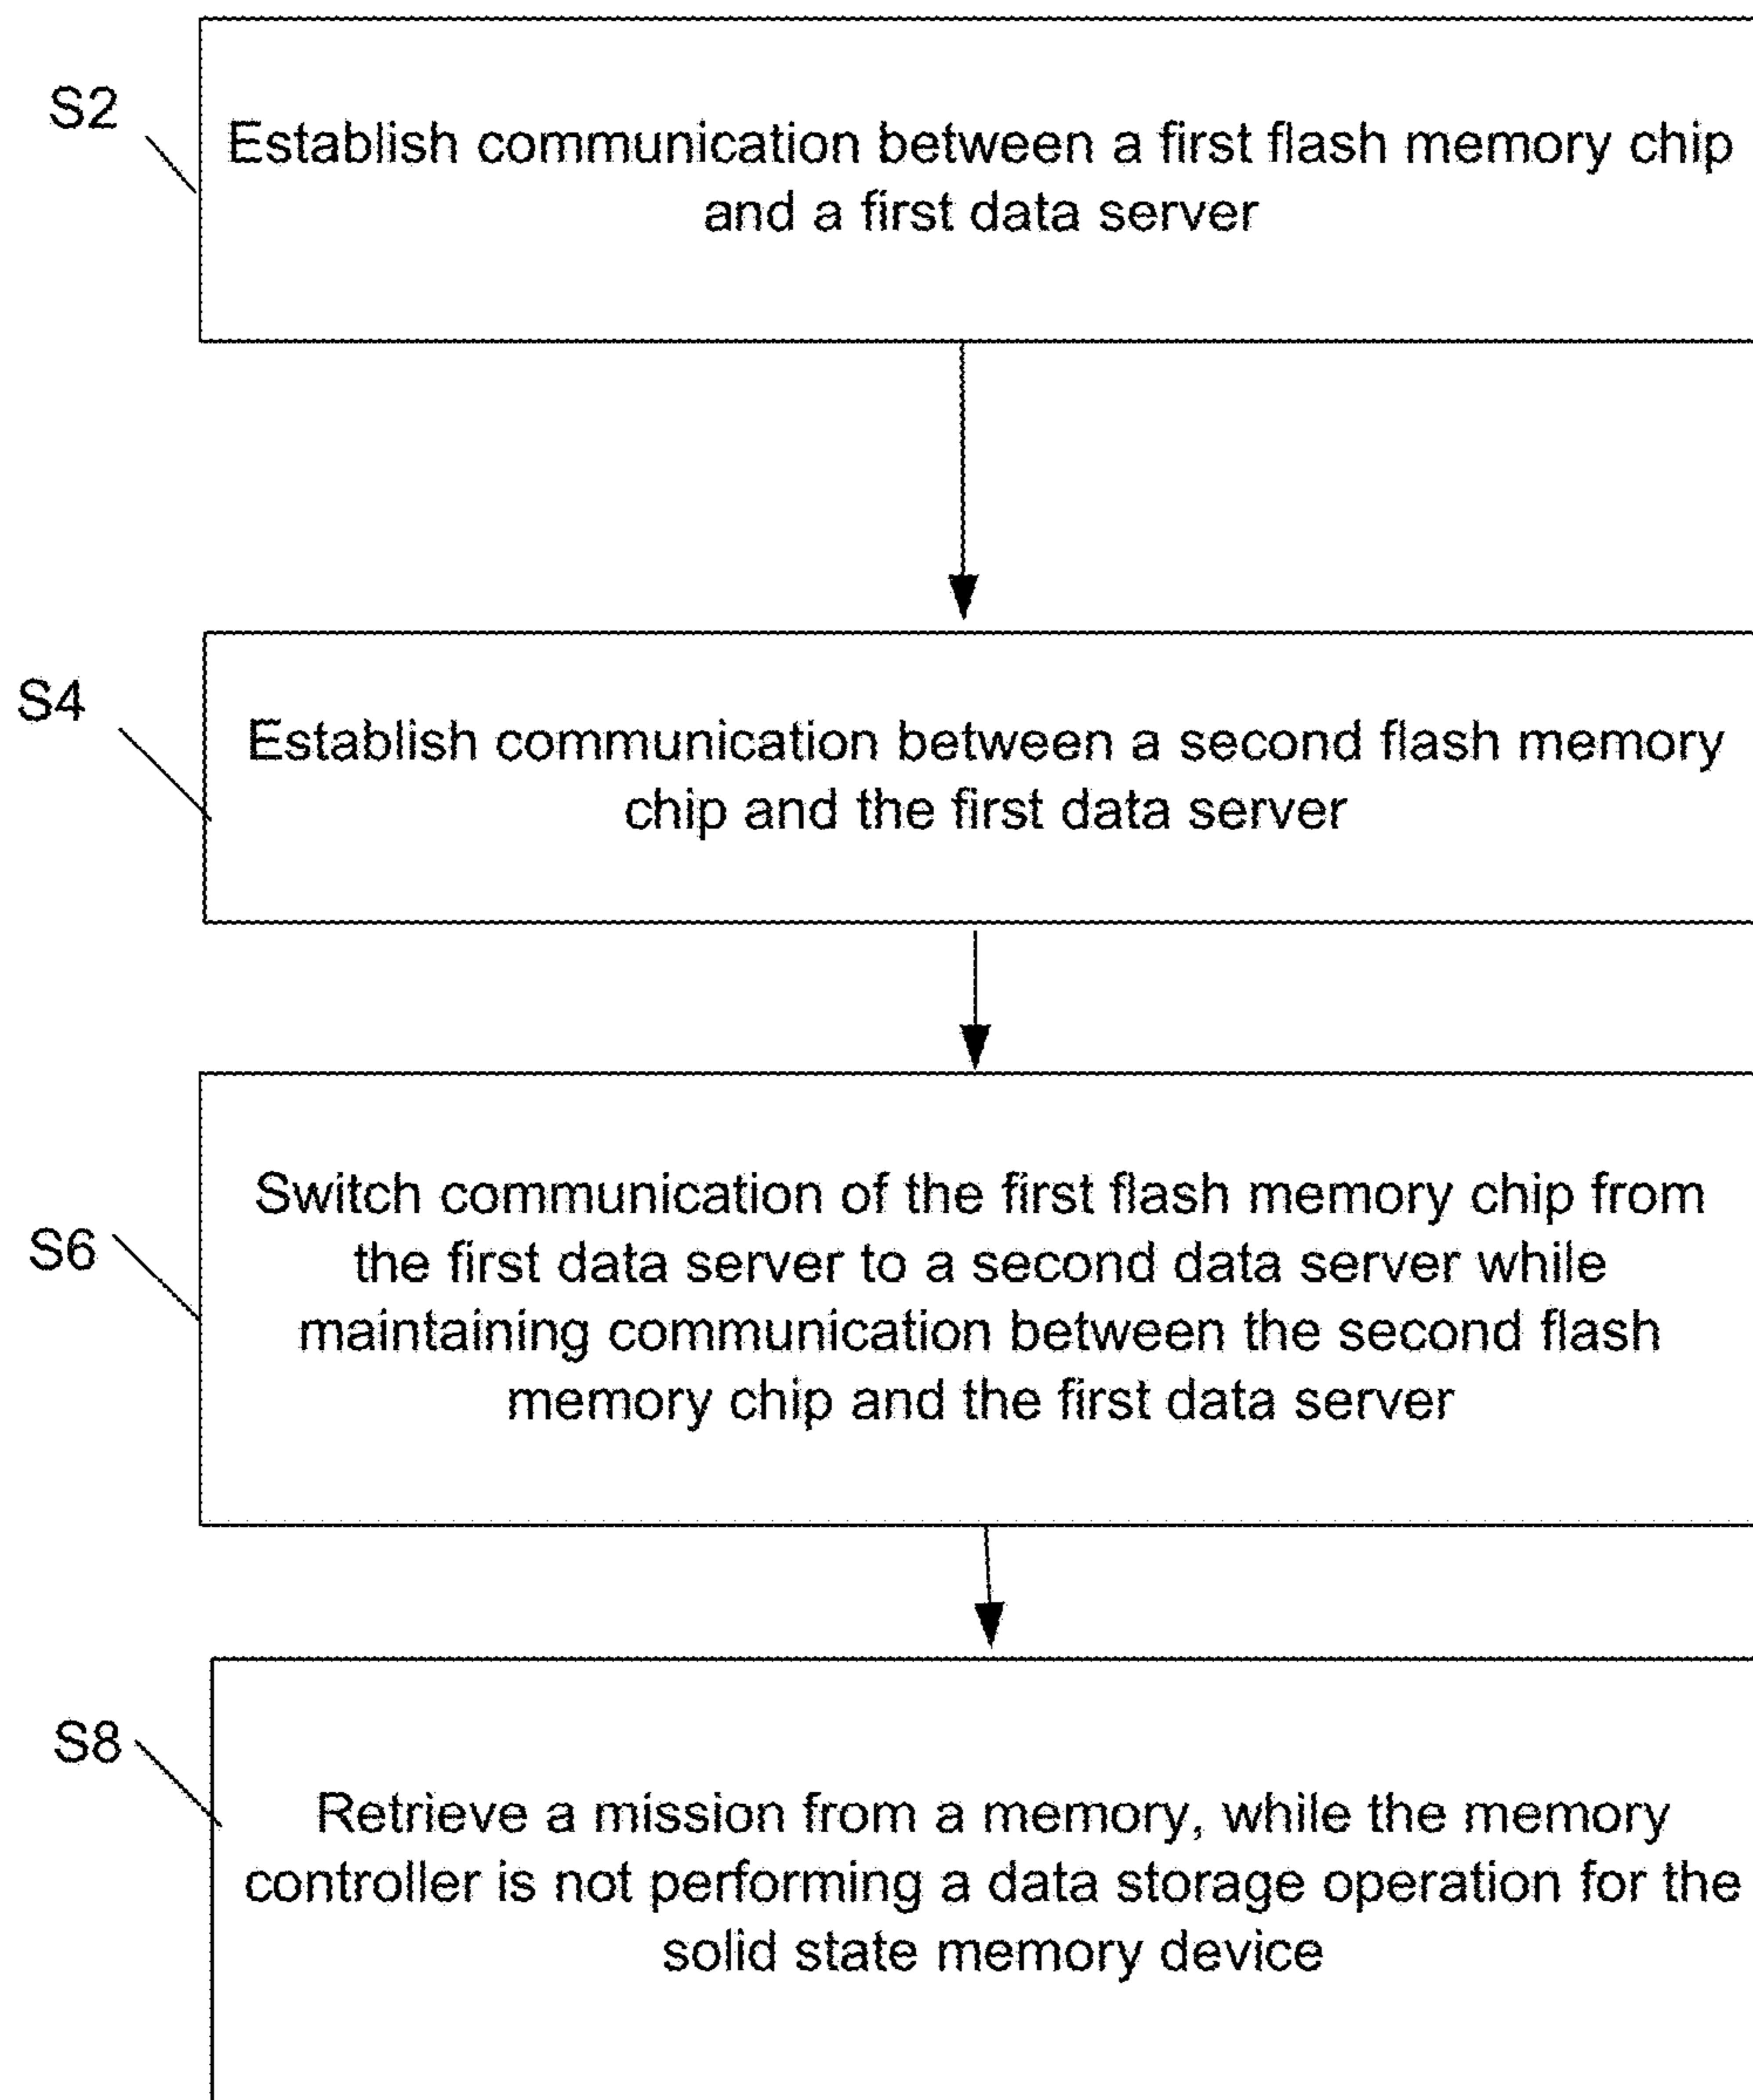 S2
Establish communication between a first flash memory chip
and a first data server
S4
Establish communication between a second flash memory
chip and the first data server
S6
Switch communication of the first flash memory chip from
the first data server to a second data server while
maintaining communication between the second flash
memory chip and the first data server
S8
Retrieve a mission from a memory, while the memory
controller is not performing a data storage operation for the
solid state memory device